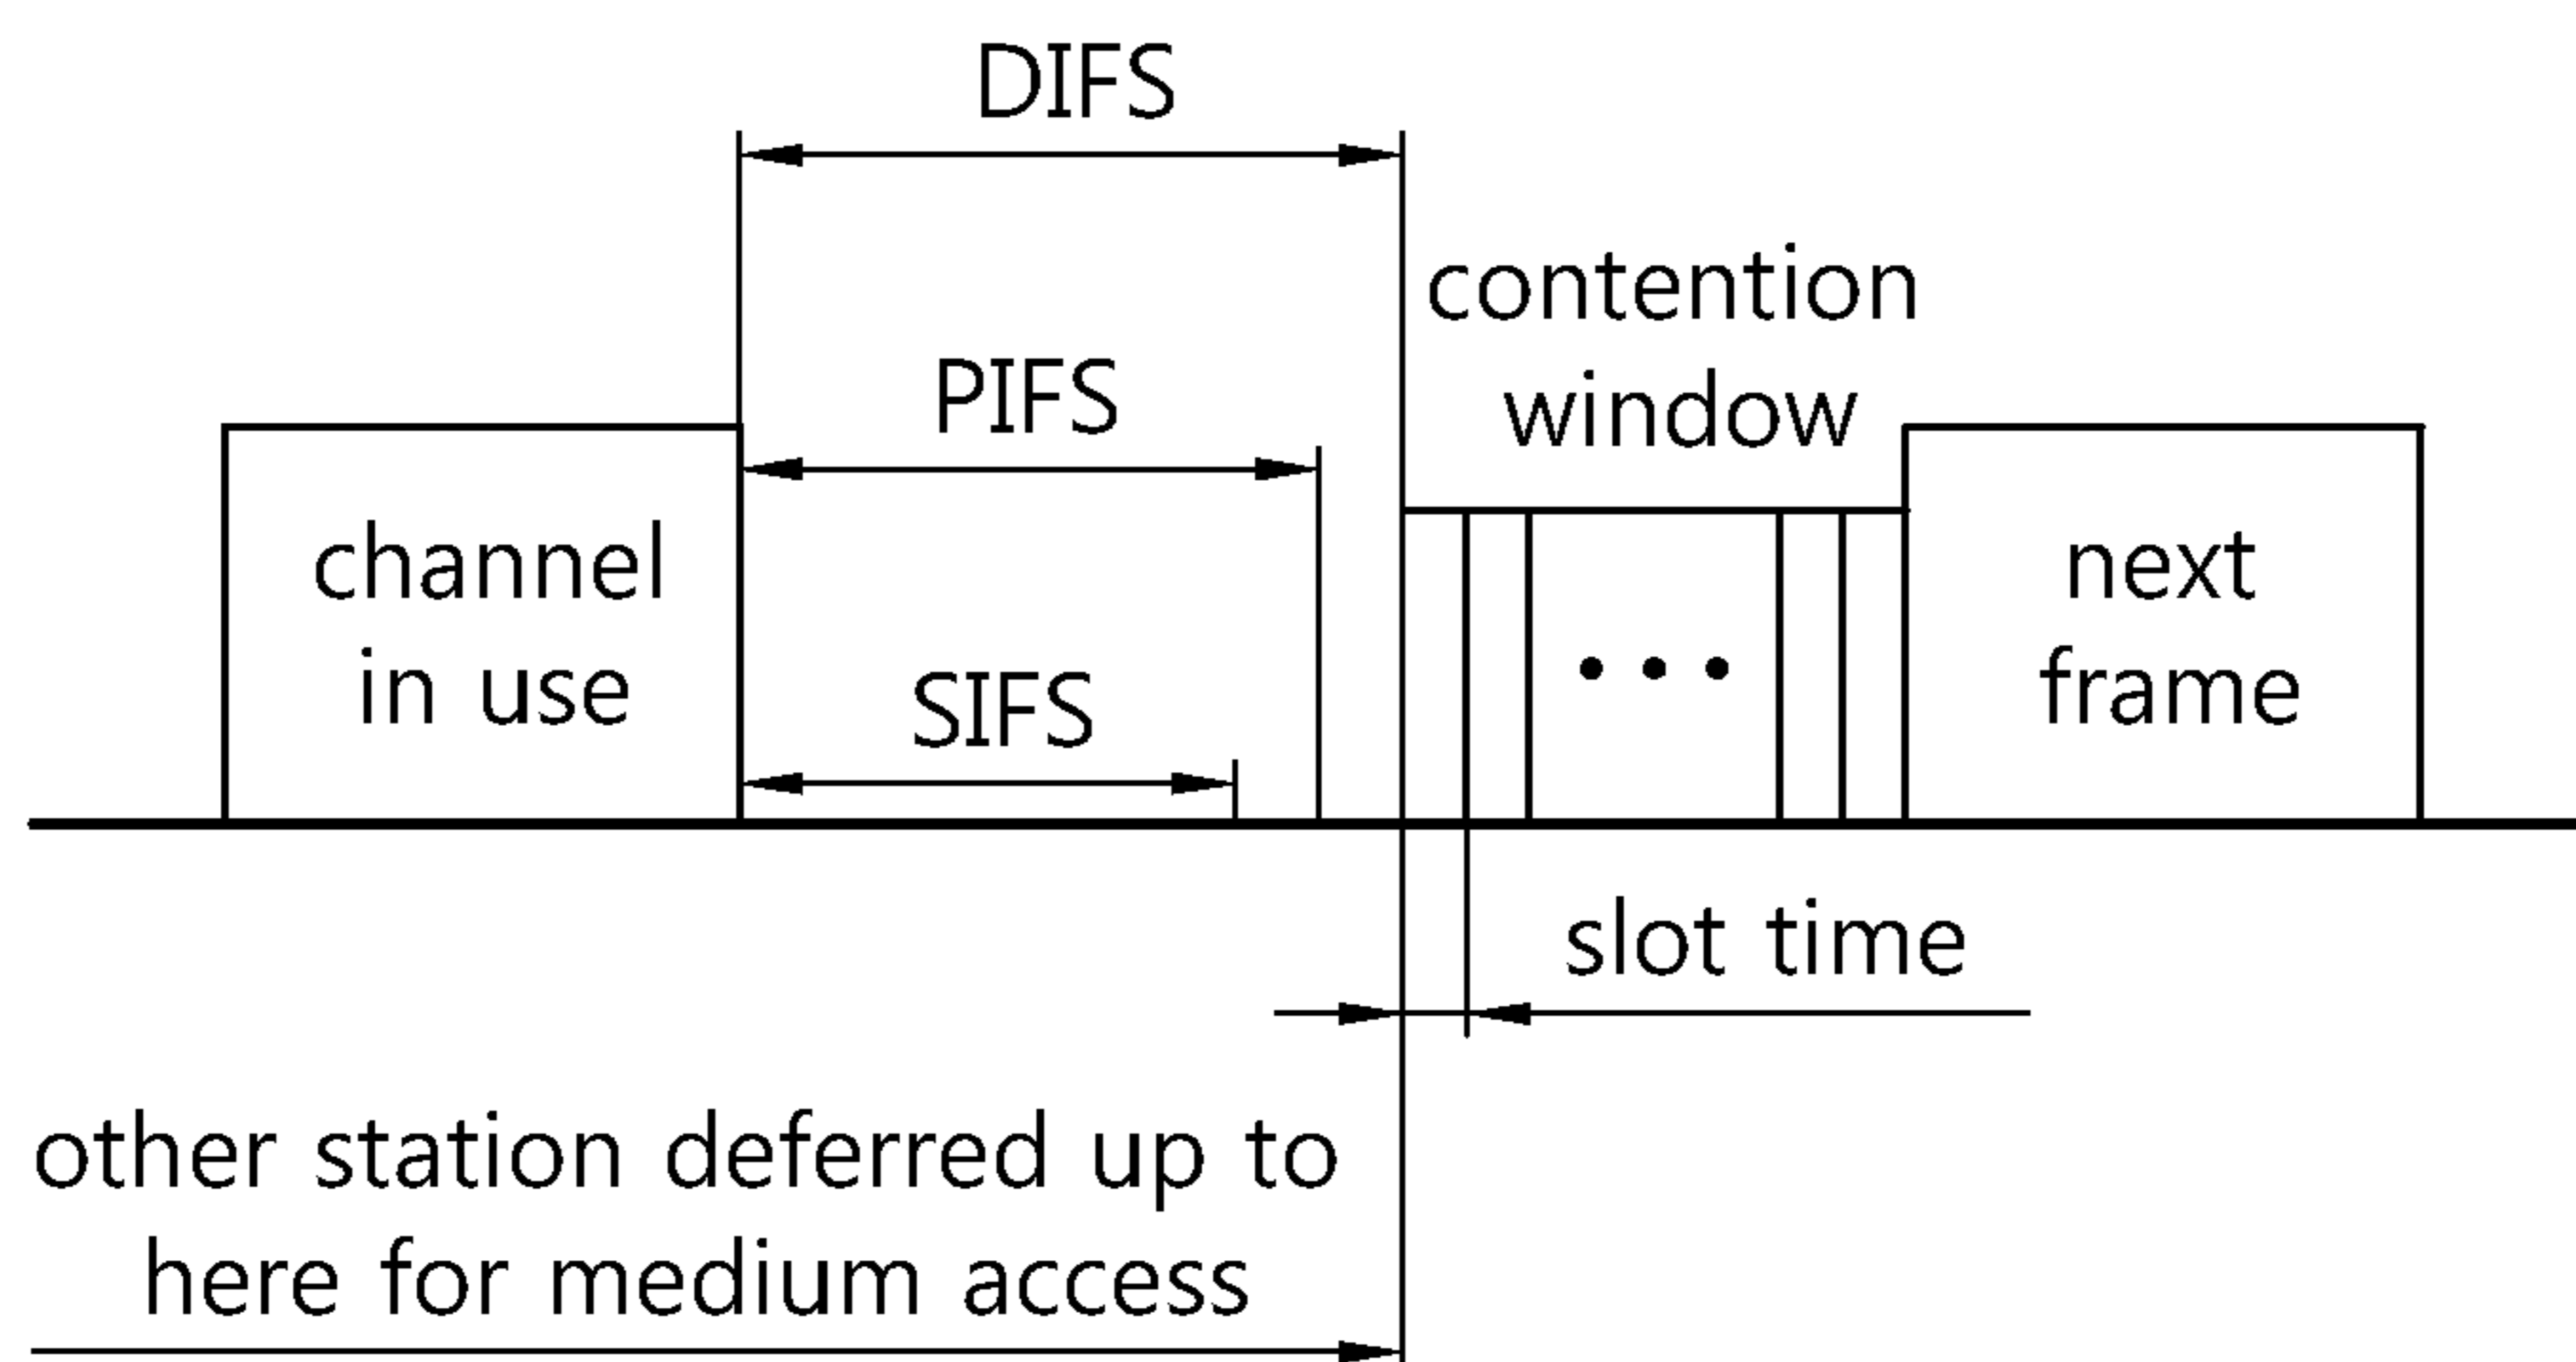 DIFS
contention
window
PIFS
channel
in use
SIFS
next
frame
slot time
other station deferred up to
here for medium access